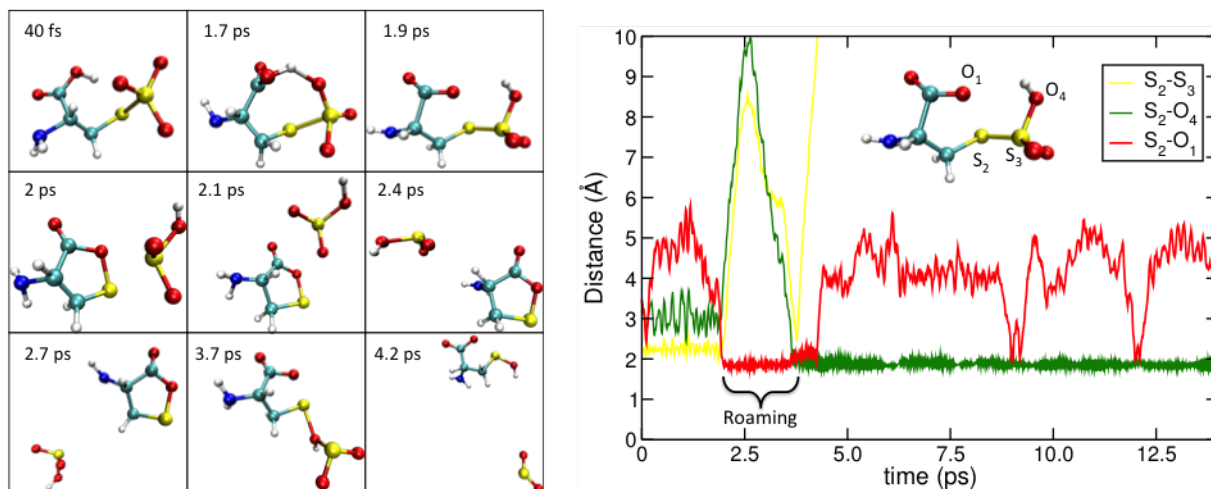 40 fs
1.7 ps
1.9 ps
2 ps
2.1 ps
2.4 ps
2.7 ps
3.7 ps
4.2 ps
10
9
8
7
6
5
4
3
2
1
0
Distance (Å)
O1
O4
S2
S3
S2-S3
S2-O4
S2-O1
Roaming
0
2.5
5.0
7.5
10.0
12.5
time (ps)